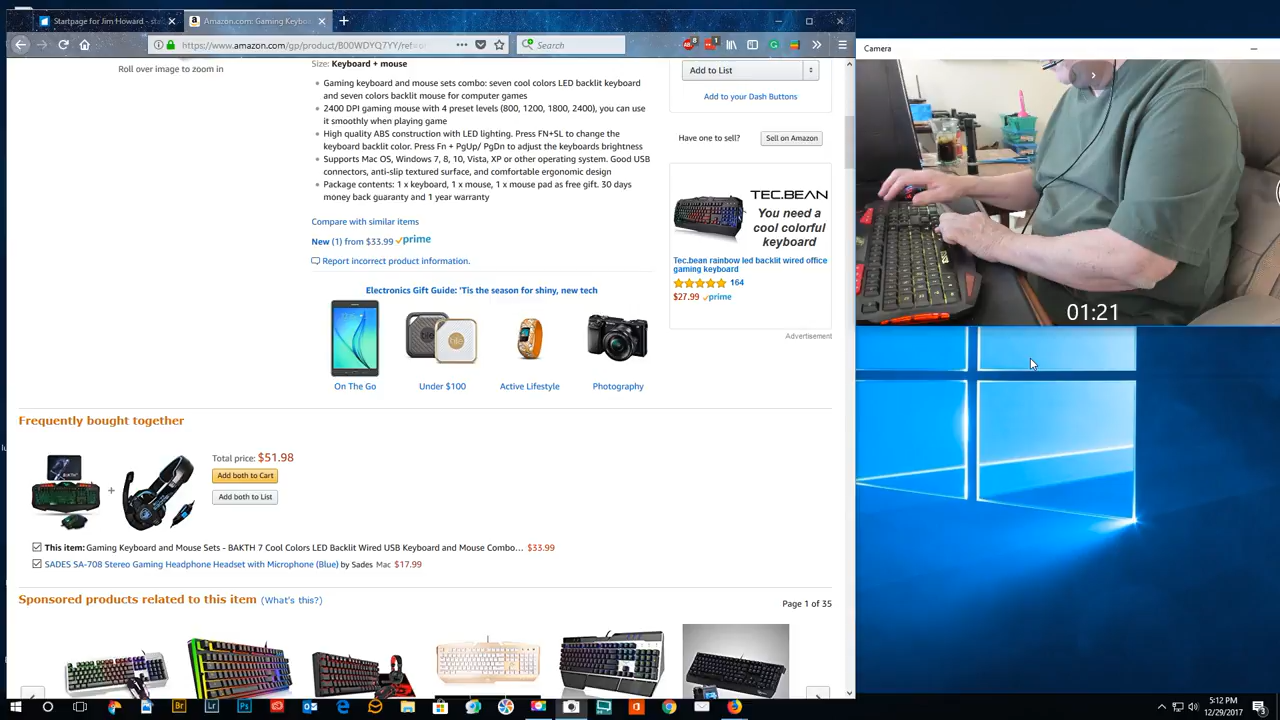 Startpage for Jim Howard - ste
Amazon.com: Gaming Keybo
https://www.amazon.com/gp/product/B00WDYQ7YY/ref=
Search
Camera
Roll over image to zoom in
Size: Keyboard + mouse
Gaming keyboard and mouse sets combo: seven cool colors LED backlit keyboard
and seven colors backlit mouse for computer games
2400 DPI gaming mouse with 4 preset levels (800, 1200, 1800, 2400), you can use
it smoothly when playing game
High quality ABS construction with LED lighting. Press FN+SL to change the
keyboard backlit color. Press Fn + PgUp/ PgDn to adjust the keyboards brightness
Supports Mac OS, Windows 7, 8, 10, Vista, XP or other operating system. Good USB
connectors, anti-slip textured surface, and comfortable ergonomic design
Package contents: 1 x keyboard, 1 x mouse, 1 x mouse pad as free gift. 30 days
money back guaranty and 1 year warranty
Compare with similar items
New (1) from $33.99 prime
Report incorrect product information.
Add to List
Add to your Dash Buttons
Have one to sell?
Sell on Amazon
TEC.BEAN
You need a
cool colorful
keyboard
Tec.bean rainbow led backlit wired office
gaming keyboard
164
$27.99 prime
Advertisement
01:21
Electronics Gift Guide: 'Tis the season for shiny, new tech
On The Go
Under $100
Active Lifestyle
Photography
Frequently bought together
Total price: $51.98
Add both to Cart
Add both to List
This item: Gaming Keyboard and Mouse Sets - BAKTH 7 Cool Colors LED Backlit Wired USB Keyboard and Mouse Combo… $33.99
SADES SA-708 Stereo Gaming Headphone Headset with Microphone (Blue) by Sades Mac $17.99
Sponsored products related to this item (What's this?)
Page 1 of 35
Br
Lr
Ps
5:12 PM
12/29/2017